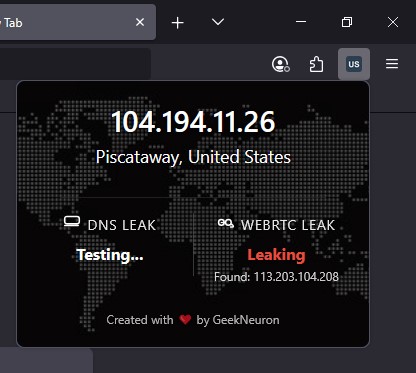 Tab
US
104.194.11.26
Piscataway, United States
DNS LEAK
Testing...
WEBRTC LEAK
Leaking
Found: 113.203.104.208
Created with ❤ by GeekNeuron